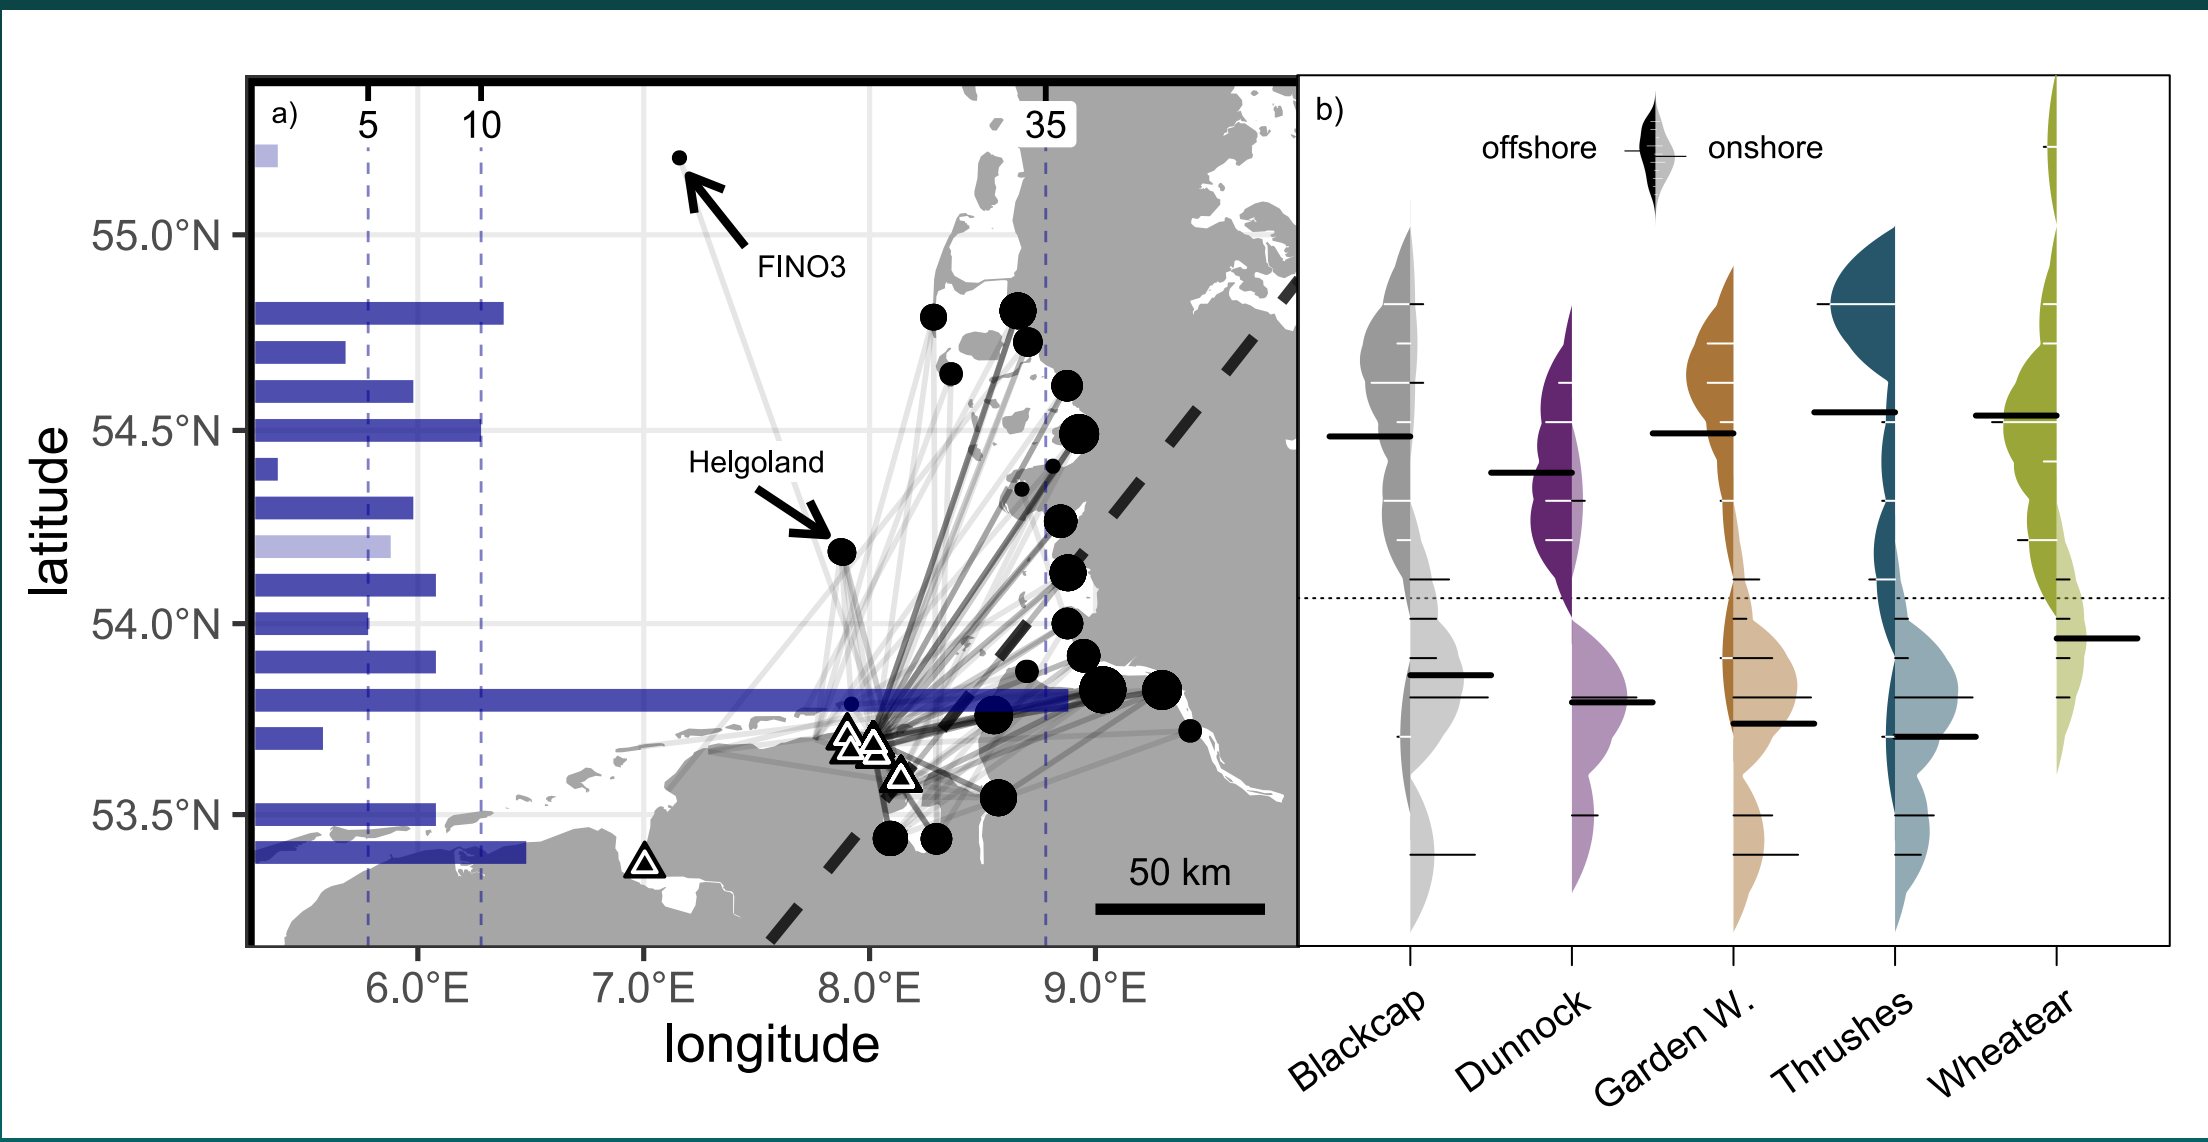 a)
5
10
35
FINO3
Helgoland
50 km
55.0°N
54.5°N
54.0°N
53.5°N
latitude
6.0°E
7.0°E
8.0°E
9.0°E
longitude
b)
offshore
onshore
Blackcap
Dunnock
Garden W.
Thrushes
Wheatear